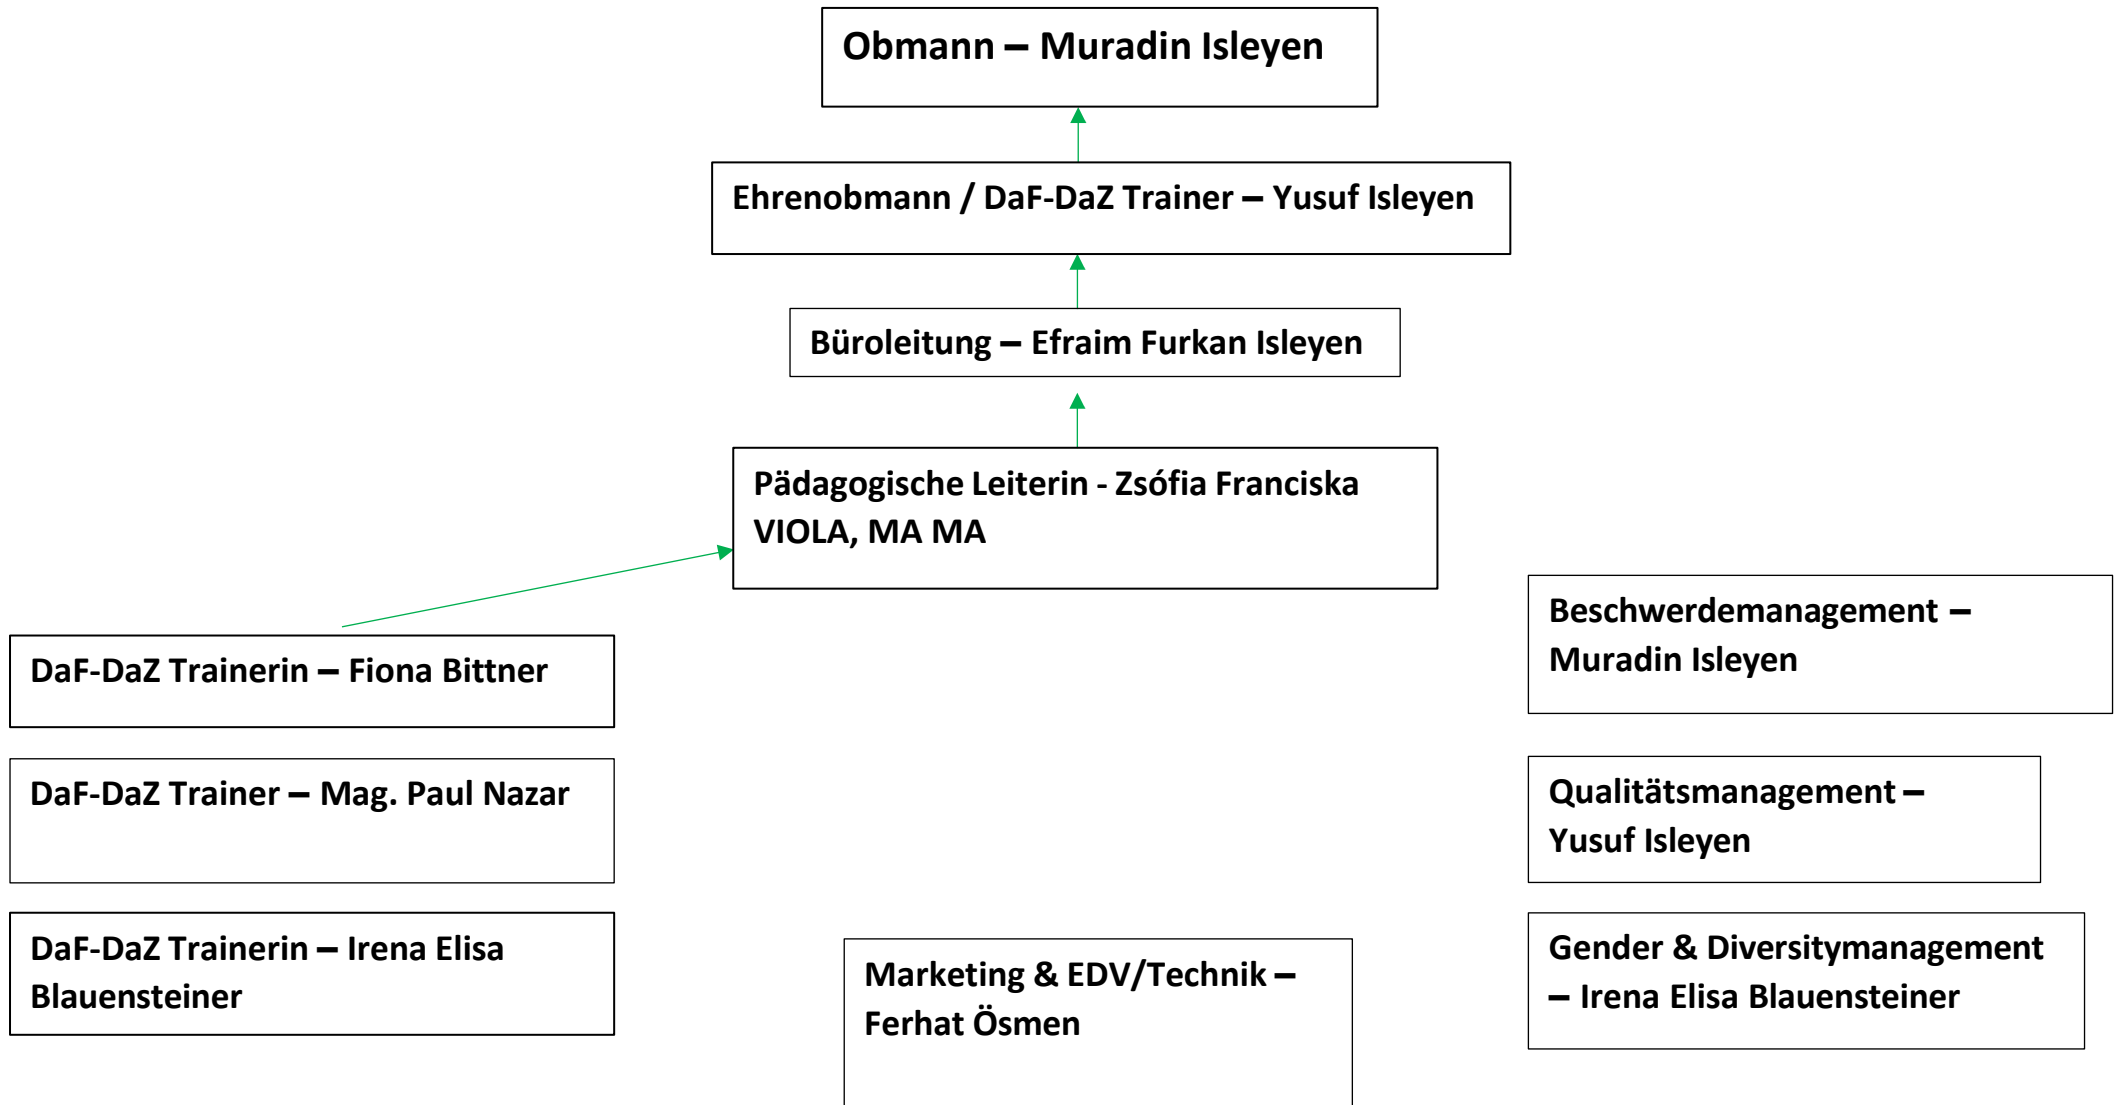 Obmann – Muradin Isleyen
Ehrenobmann / DaF-DaZ Trainer – Yusuf Isleyen
Büroleitung – Efraim Furkan Isleyen
Pädagogische Leiterin - Zsófia Franciska
VIOLA, MA MA
DaF-DaZ Trainerin – Fiona Bittner
DaF-DaZ Trainer – Mag. Paul Nazar
DaF-DaZ Trainerin – Irena Elisa
Blauensteiner
Marketing & EDV/Technik –
Ferhat Ösmen
Beschwerdemanagement –
Muradin Isleyen
Qualitätsmanagement –
Yusuf Isleyen
Gender & Diversitymanagement
– Irena Elisa Blauensteiner